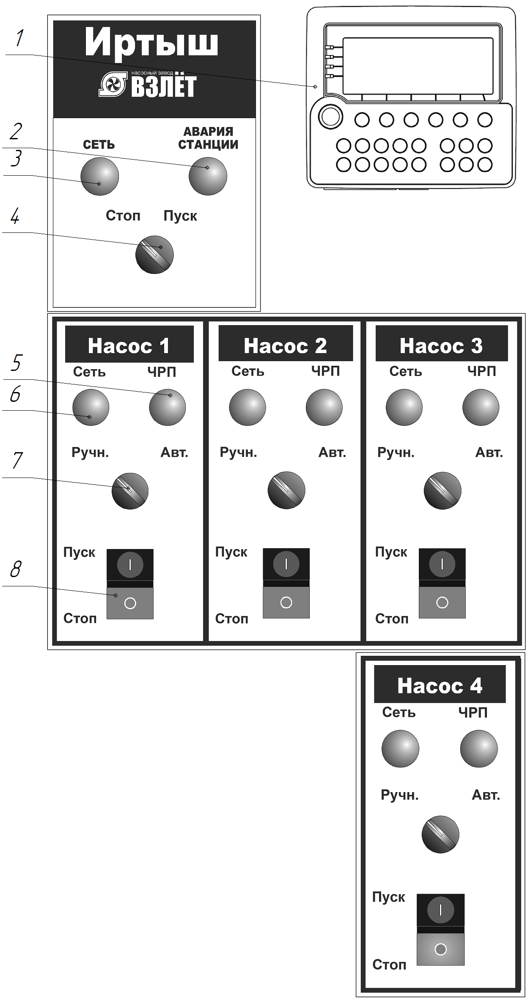 1
Иртыш
насосный завод
ВЗЛЁТ
2
АВАРИЯ
СЕТЬ
СТАНЦИИ
3
4
Стоп
Пуск
Насос 1
Насос 2
Насос 3
5
Сеть
ЧРП
Сеть
ЧРП
Сеть
ЧРП
6
Ручн.
Авт.
Ручн.
Авт.
Ручн.
Авт.
7
Пуск
Пуск
Пуск
8
Стоп
Стоп
Стоп
Насос 4
Сеть
ЧРП
Ручн.
Авт.
Пуск
Стоп